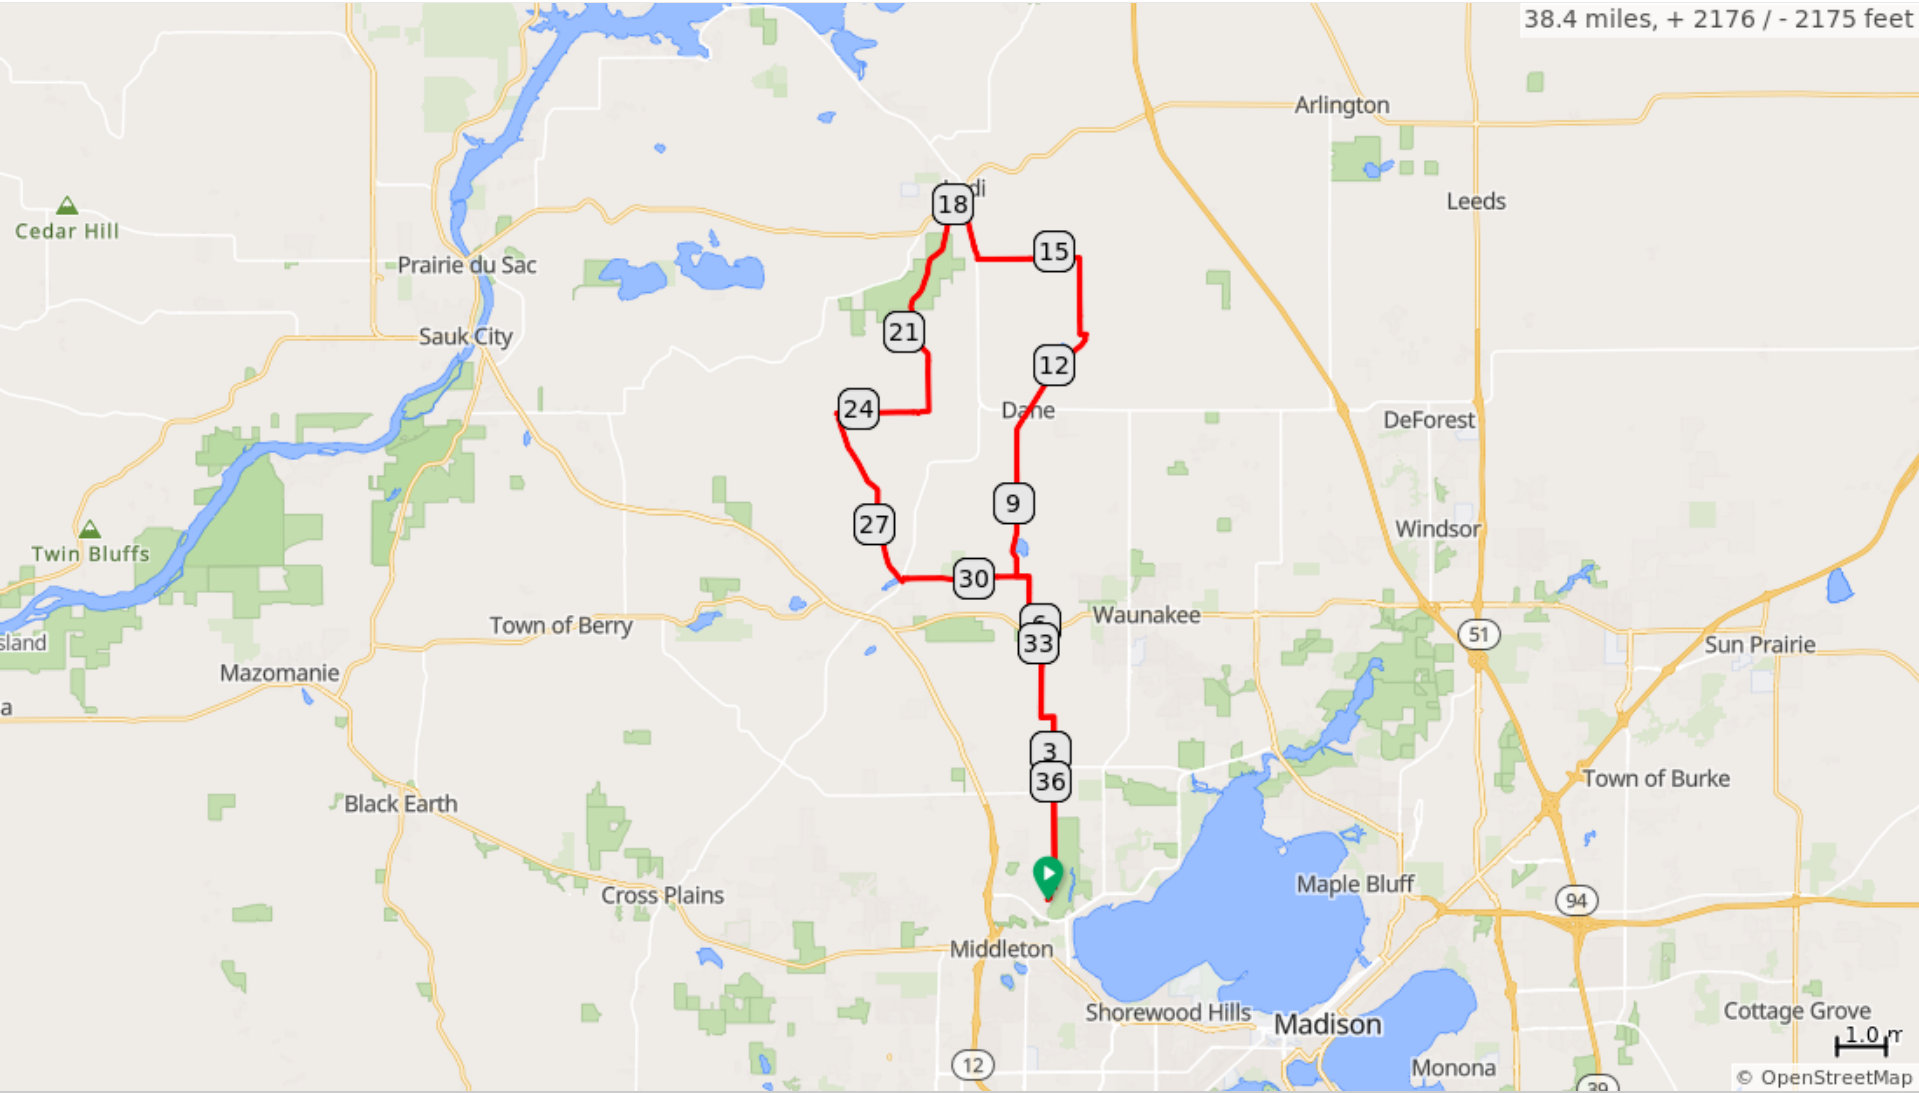 38.4 miles, + 2176 / - 2175 feet
Arlington
Leeds
Cedar Hill
18
15
Prairie du Sac
21
Sauk City
12
24
Dane
DeForest
9
27
Windsor
Twin Bluffs
30
Waunakee
Town of Berry
33
51
Sun Prairie
Mazomanie
3
36
Town of Burke
Black Earth
Maple Bluff
94
Cross Plains
Middleton
Shorewood Hills
Madison
Cottage Grove
1.0
12
Monona
© OpenStreetMap